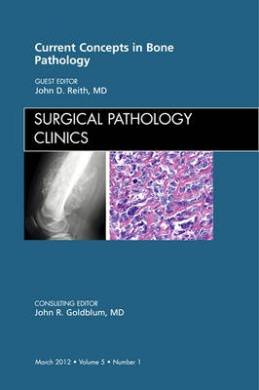 Current Concepts in Bone
Pathology
GUEST EDITOR
John D. Reith, MD
SURGICAL PATHOLOGY
CLINICS
CONSULTING EDITOR
John R. Goldblum, MD
March 2012 • Volume 5 • Number 1